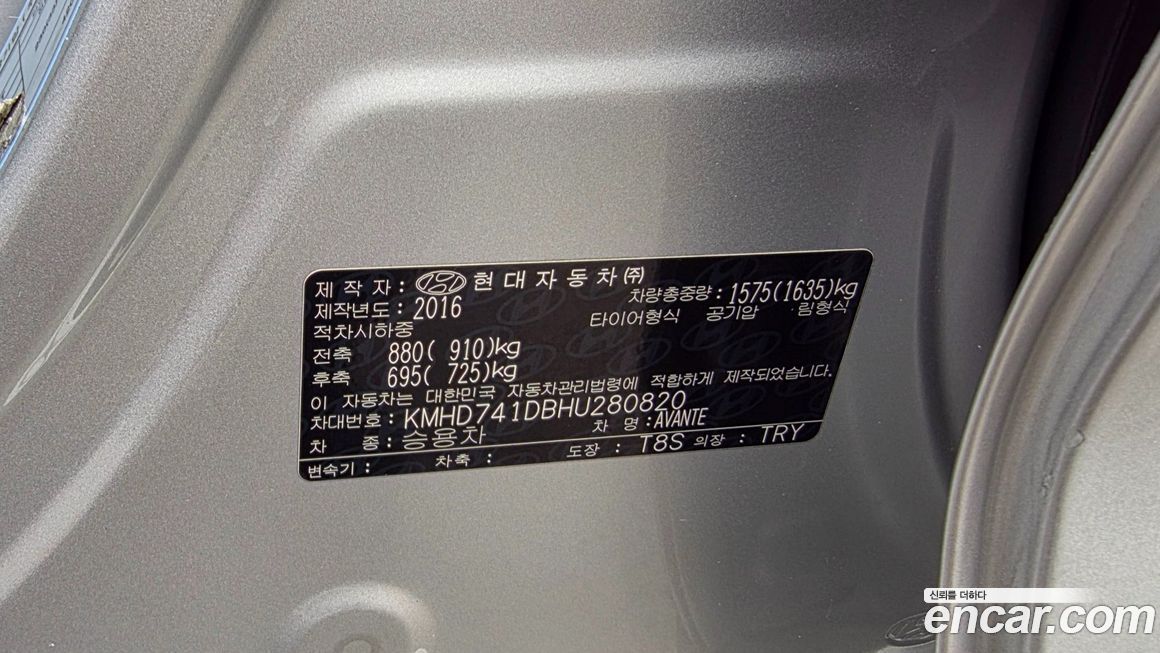 제 작 자 : 현대자동차㈜
제작년도 : 2016 차량총중량 : 1575(1635)kg
적차시하중 타이어형식 공기압 림형식
전축 880( 910)kg
후축 695( 725)kg
이 자동차는 대한민국 자동차관리법령에 적합하게 제작되었습니다.
차대번호 : KMHD741DBHU280820
차 종 : 승용차 차 명 : AVANTE
변속기 : 차축 : 도장 : T8S 의장 : TRY
신뢰를 더하다
encar.com